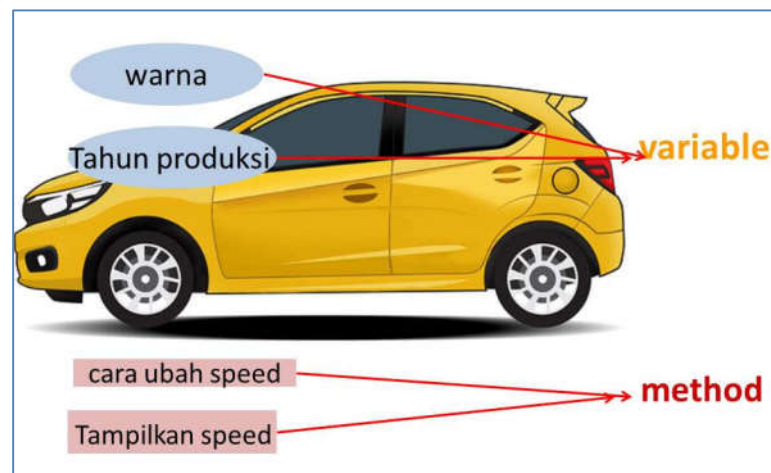 warna
Tahun produksi
variable
cara ubah speed
method
Tampilkan speed